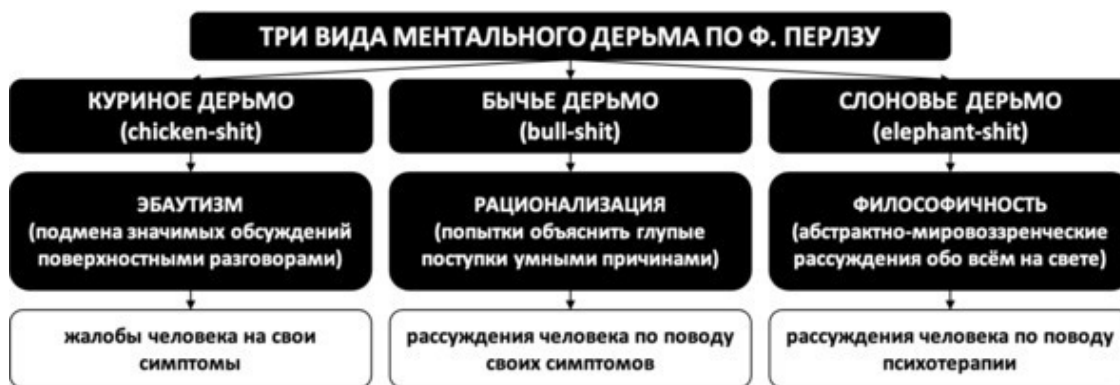 ТРИ ВИДА МЕНТАЛЬНОГО ДЕРЬМА ПО Ф. ПЕРЛЗУ
КУРИНОЕ ДЕРЬМО
(chicken-shit)
БЫЧЬЕ ДЕРЬМО
(bull-shit)
СЛОНОВЬЕ ДЕРЬМО
(elephant-shit)
ЭБАУТИЗМ
(подмена значимых обсуждений
поверхностными разговорами)
РАЦИОНАЛИЗАЦИЯ
(попытки объяснить глупые
поступки умными причинами)
ФИЛОСОФИЧНОСТЬ
(абстрактно-мировоззренческие
рассуждения обо всём на свете)
жалобы человека на свои
симптомы
рассуждения человека по поводу
своих симптомов
рассуждения человека по поводу
психотерапии